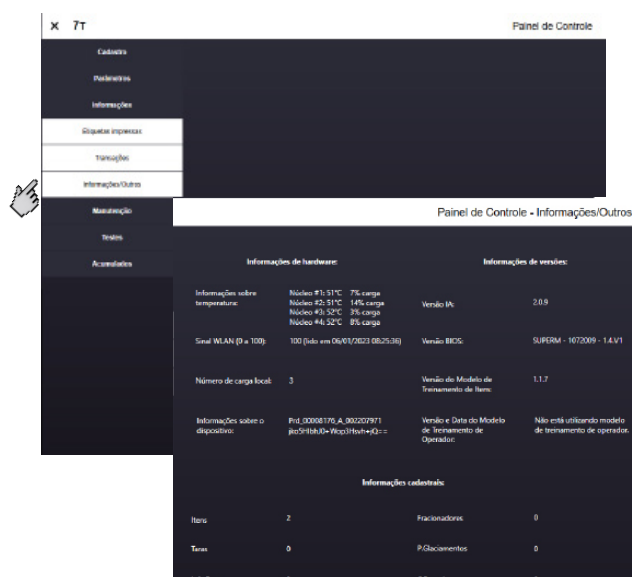 7T
Painel de Controle
Cadastro
Parâmetros
Informações
Etiquetas impressas
Transações
Informações/Outros
Manutenção
Testes
Acumulados
Painel de Controle - Informações/Outros
Informações de hardware:
Informações de versões:
Informações sobre temperatura:
Núcleo #1: 51°C 7% carga
Núcleo #2: 51°C 14% carga
Núcleo #3: 52°C 3% carga
Núcleo #4: 52°C 8% carga
Versão IA:
2.0.9
Sinal WLAN (0 a 100):
100 (lido em 06/01/2023 08:25:36)
Versão BIOS:
SUPERM - 1072009 - 1.4.V1
Número de carga local:
3
Versão do Modelo de
Treinamento de Itens:
1.1.7
Informações sobre o
dispositivo:
Prd_00008176_A_002207971
Versão e Data do Modelo
de Treinamento de
Operador:
Não está utilizando modelo
de treinamento de operador.
Informações cadastrais:
Itens
2
Fracionadores
0
Taras
0
P.Glaciamentos
0